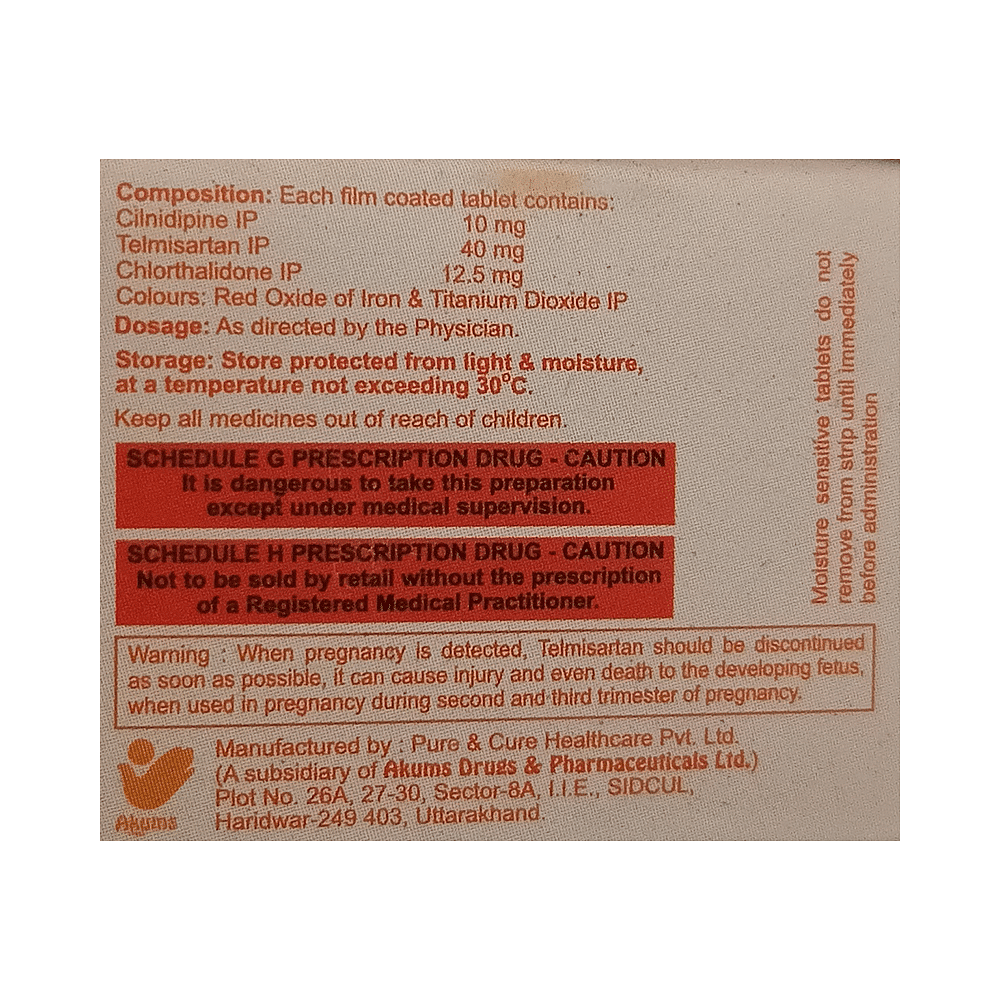 Composition: Each film coated tablet contains:
Cilnidipine IP 10 mg
Telmisartan IP 40 mg
Chlorthalidone IP 12.5 mg
Colours: Red Oxide of Iron & Titanium Dioxide IP
Dosage: As directed by the Physician.
Storage: Store protected from light & moisture,
at a temperature not exceeding 30°C.
Keep all medicines out of reach of children.
SCHEDULE G PRESCRIPTION DRUG - CAUTION
It is dangerous to take this preparation
except under medical supervision.
SCHEDULE H PRESCRIPTION DRUG - CAUTION
Not to be sold by retail without the prescription
of a Registered Medical Practitioner.
Moisture sensitive tablets do not
remove from strip until immediately
before administration
Warning : When pregnancy is detected, Telmisartan should be discontinued
as soon as possible, it can cause injury and even death to the developing fetus,
when used in pregnancy during second and third trimester of pregnancy.
Manufactured by : Pure & Cure Healthcare Pvt. Ltd.
(A subsidiary of Akums Drugs & Pharmaceuticals Ltd.)
Plot No. 26A, 27-30, Sector-8A, I.I.E., SIDCUL,
Haridwar-249 403, Uttarakhand.
Akums